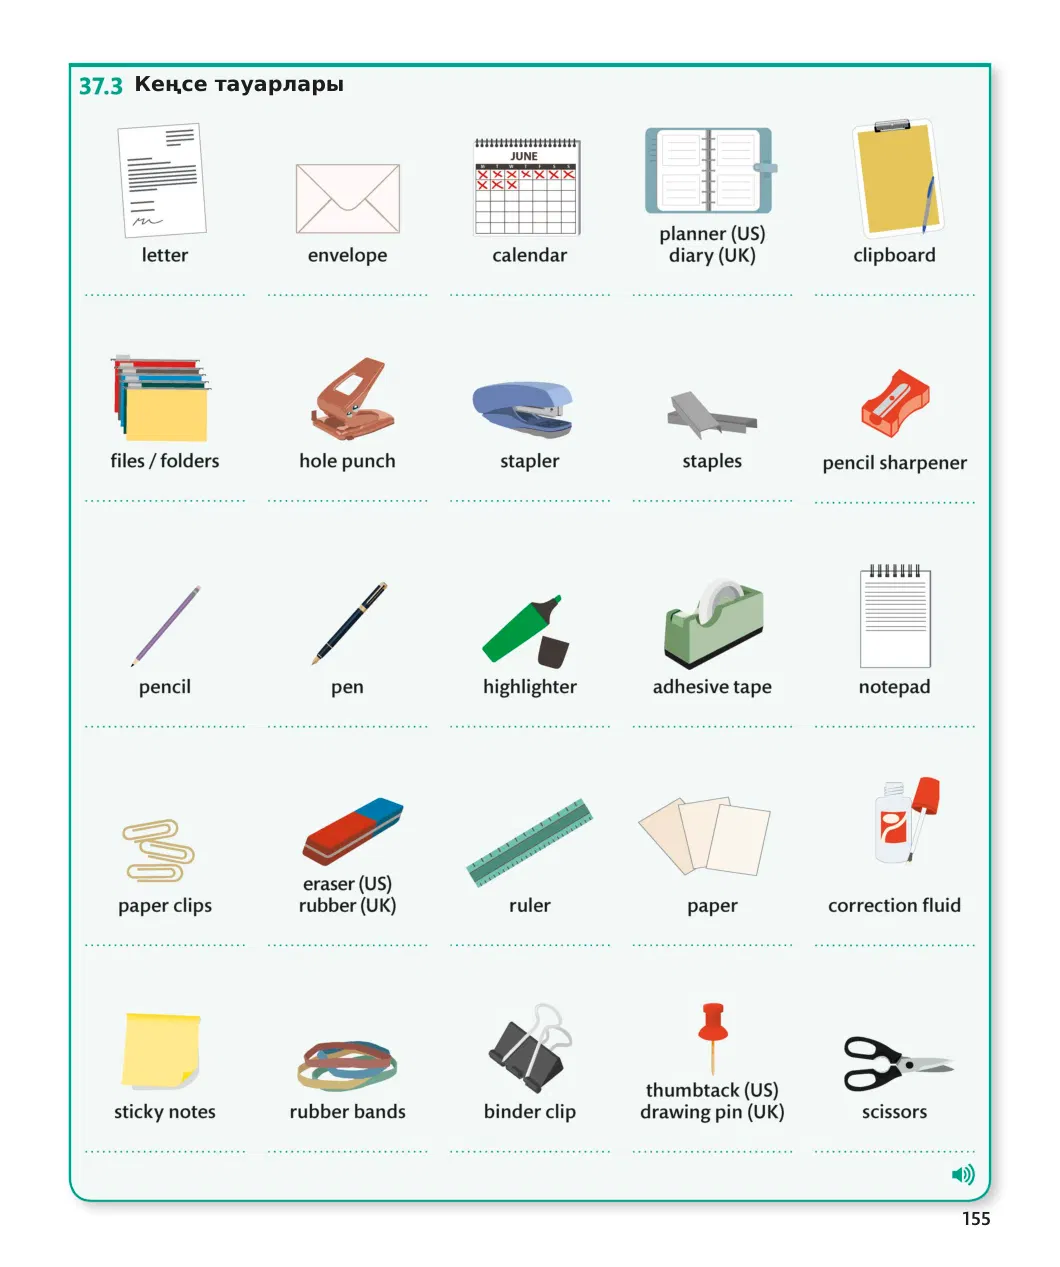 37.3 Кеңсе тауарлары
JUNE
letter
envelope
calendar
planner (US)
diary (UK)
clipboard
files / folders
hole punch
stapler
staples
pencil sharpener
pencil
pen
highlighter
adhesive tape
notepad
paper clips
eraser (US)
rubber (UK)
ruler
paper
correction fluid
sticky notes
rubber bands
binder clip
thumbtack (US)
drawing pin (UK)
scissors
155